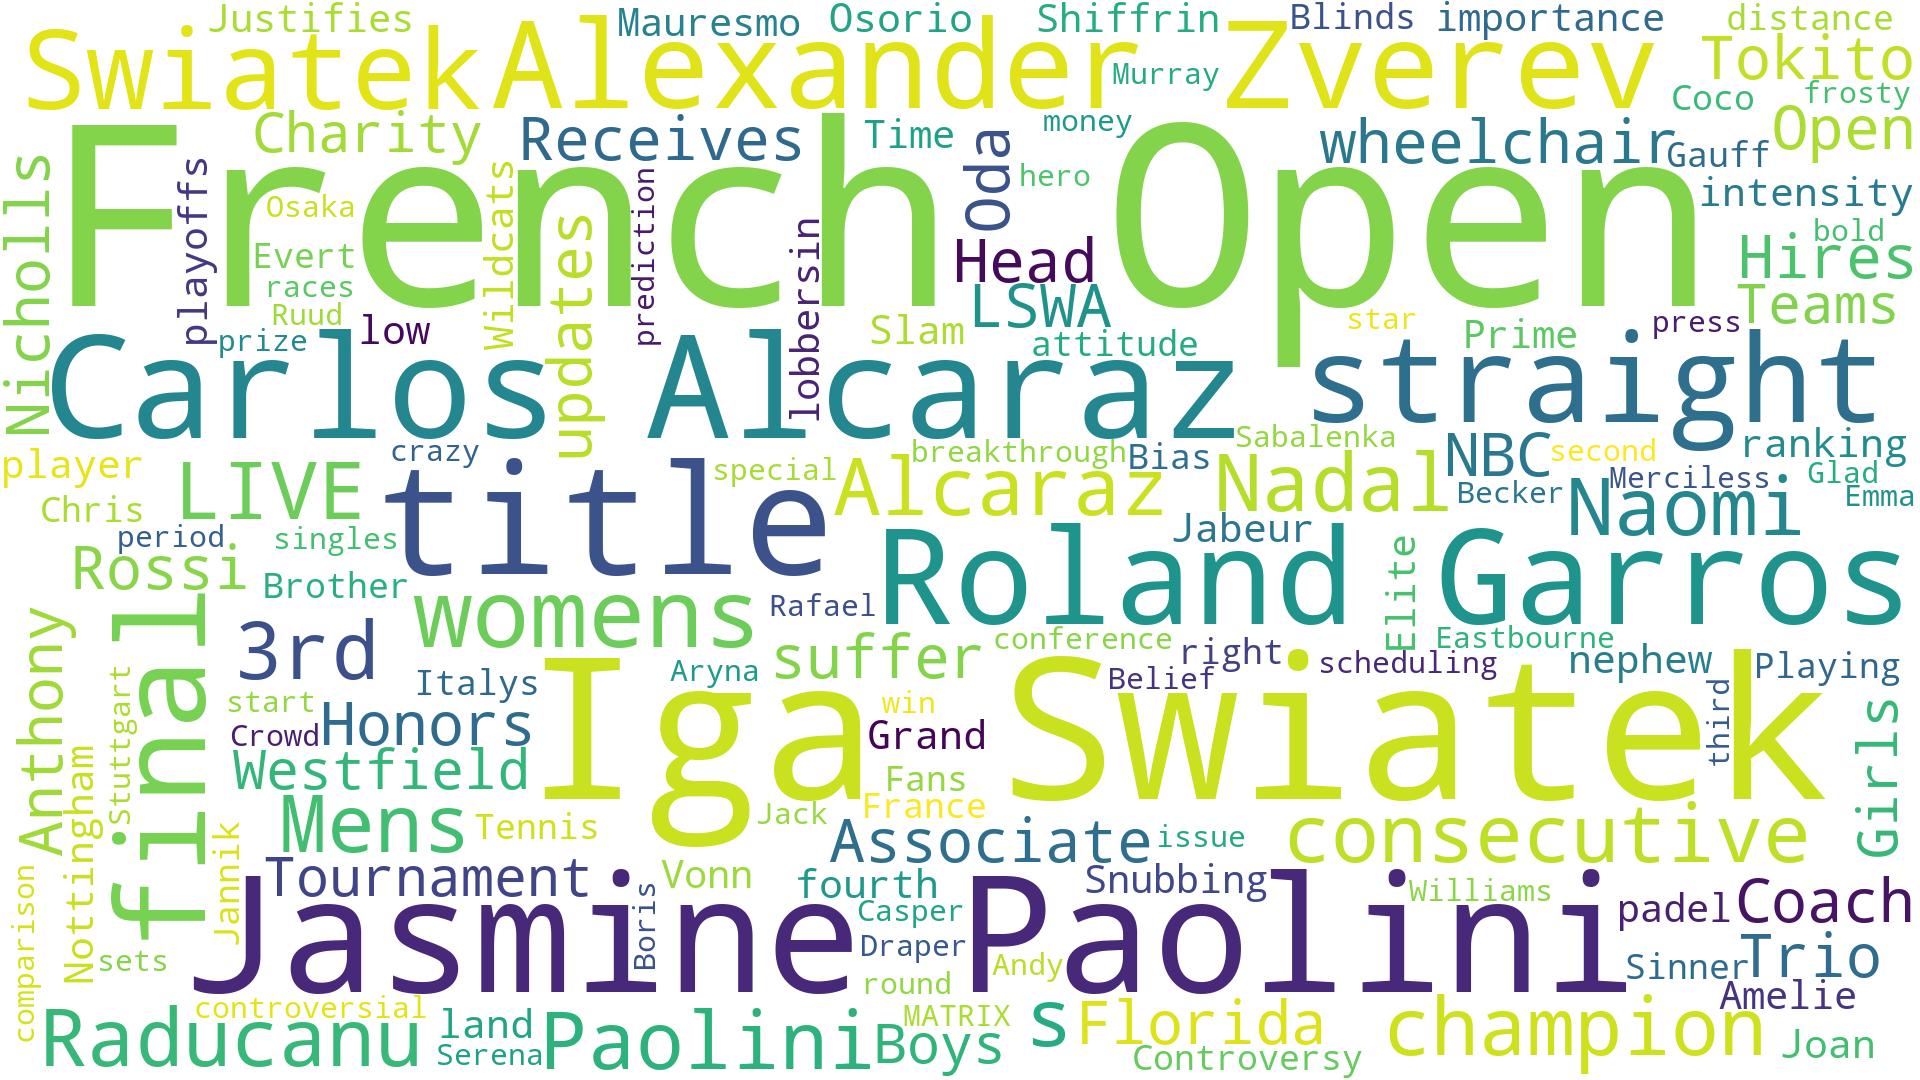 Justifies
Mauresmo
Osorio
Shiffrin
Blinds
importance
distance
Swiatek
Alexander
Zverev
Murray
Tokito
Coco
frosty
Charity
Receives
Time
money
wheelchair
Open
Gauff
French Open
Nicholls
playoffs
Osaka
Wildcats
updates
prediction
Oda
hero
intensity
bold
Evert
races
Ruud
prize
low
lobbersin
Head
LSWA
Hires
Teams
Slam
attitude
star
Prime
press
Carlos Alcaraz
straight
crazy
breakthrough
Sabalenka
Bias
NBC
second
ranking
player
LIVE
title
special
Alcaraz
Nadal
Becker
Merciless
Glad
Emma
Chris
period
singles
Jabeur
Naomi
Rossi
Brother
womens
Rafael
Roland Garros
Elite
Anthony
final
3rd
Italys
Aryna
suffer
conference
right
Belief
scheduling
Eastbourne
nephew
Playing
Stuttgart
start
Crowd
Honors
Iga Swiatek
win
Grand
third
Girls
Nottingham
Westfield
Fans
France
Mens
Tennis
Jack
Associate
issue
consecutive
comparison
Jannik
Tournament
Vonn
fourth
Snubbing
Williams
Jasmine Paolini
padel
Coach
Boris
Casper
Draper
Andy
Sinner
Trio
sets
round
Amelie
controversial
Raducanu
land
Serena
Paolini
Boys
MATRIX
s
Florida
Controversy
champion
Joan